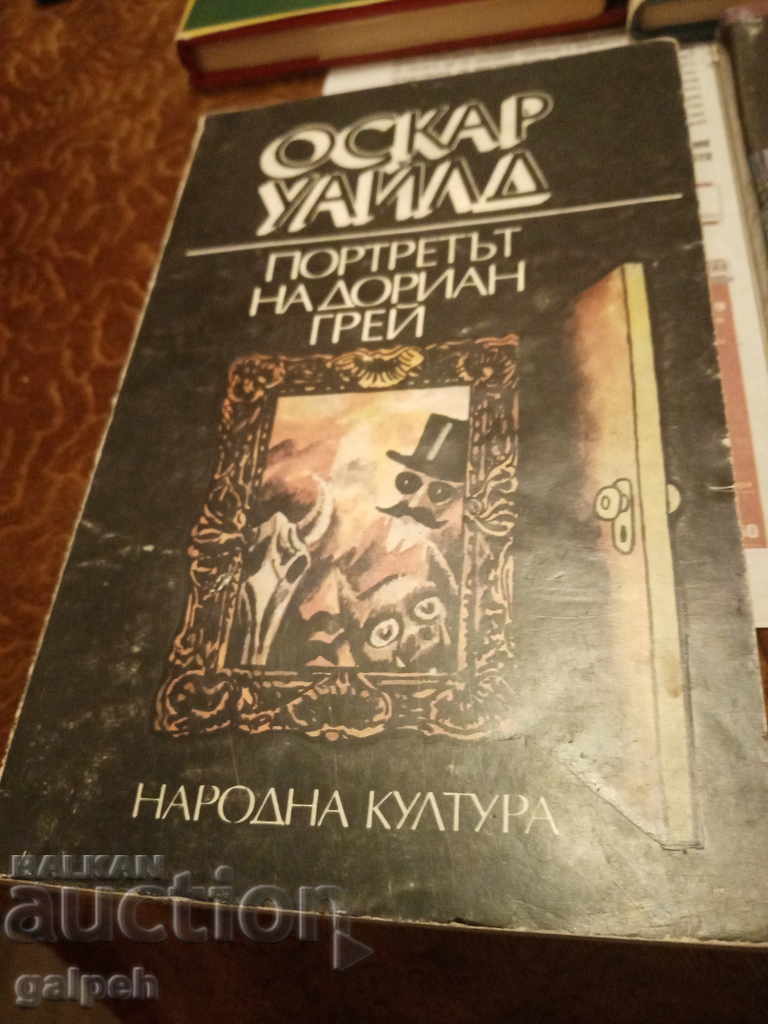 ОСКАР
УАЙЛД
ПОРТРЕТЪТ
НА ДОРИАН
ГРЕЙ
НАРОДНА КУЛТУРА
BALKAN
auction
galpeh